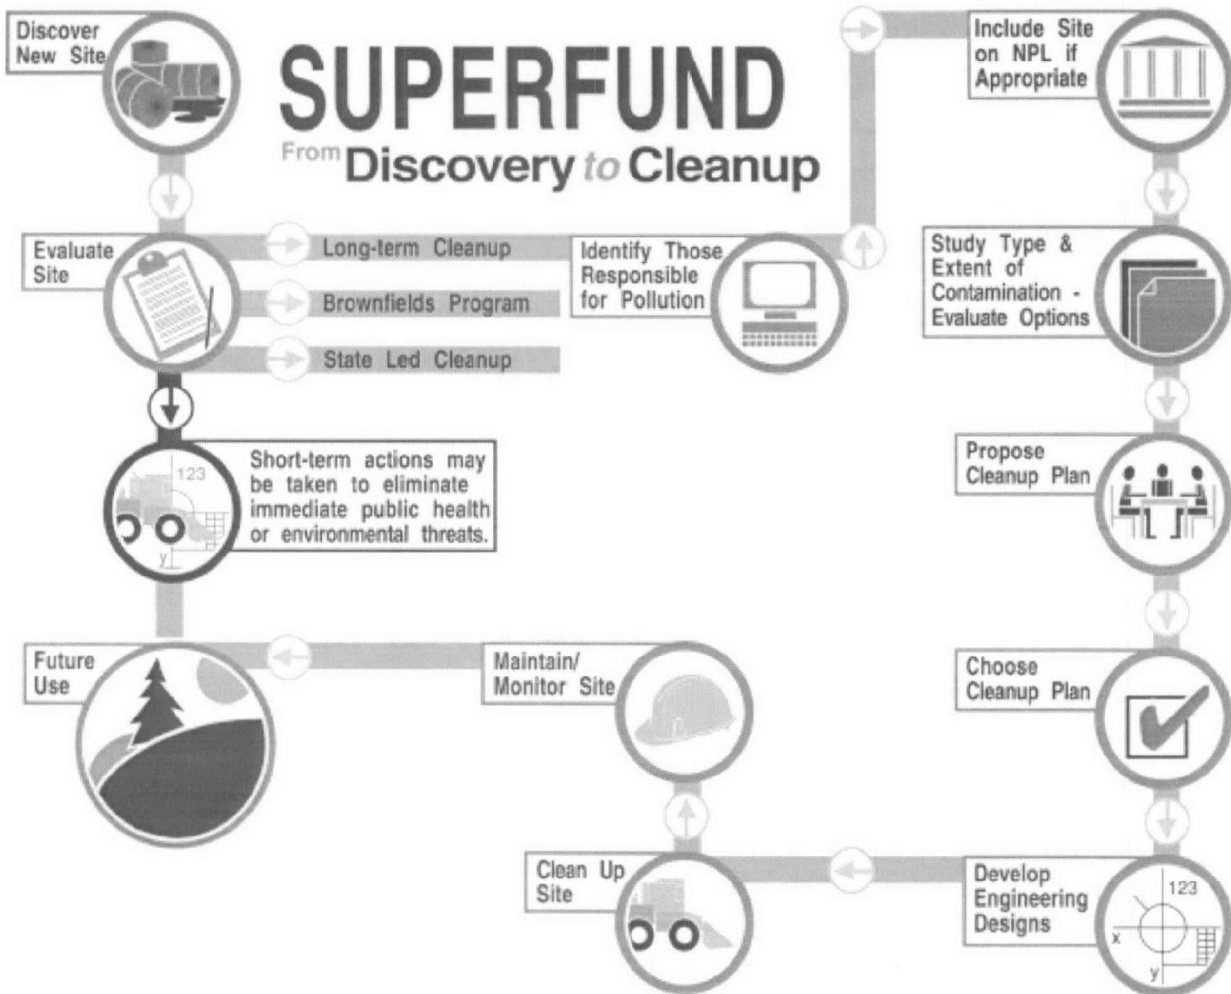 SUPERFUND
From Discovery to Cleanup
Discover
New Site
Evaluate
Site
Long-term Cleanup
Brownfields Program
State Led Cleanup
Identify Those
Responsible
for Pollution
Include Site
on NPL if
Appropriate
Study Type &
Extent of
Contamination -
Evaluate Options
Propose
Cleanup Plan
Choose
Cleanup Plan
Develop
Engineering
Designs
123
x
y
Clean Up
Site
Maintain/
Monitor Site
Future
Use
Short-term actions may
be taken to eliminate
immediate public health
or environmental threats.
123
y